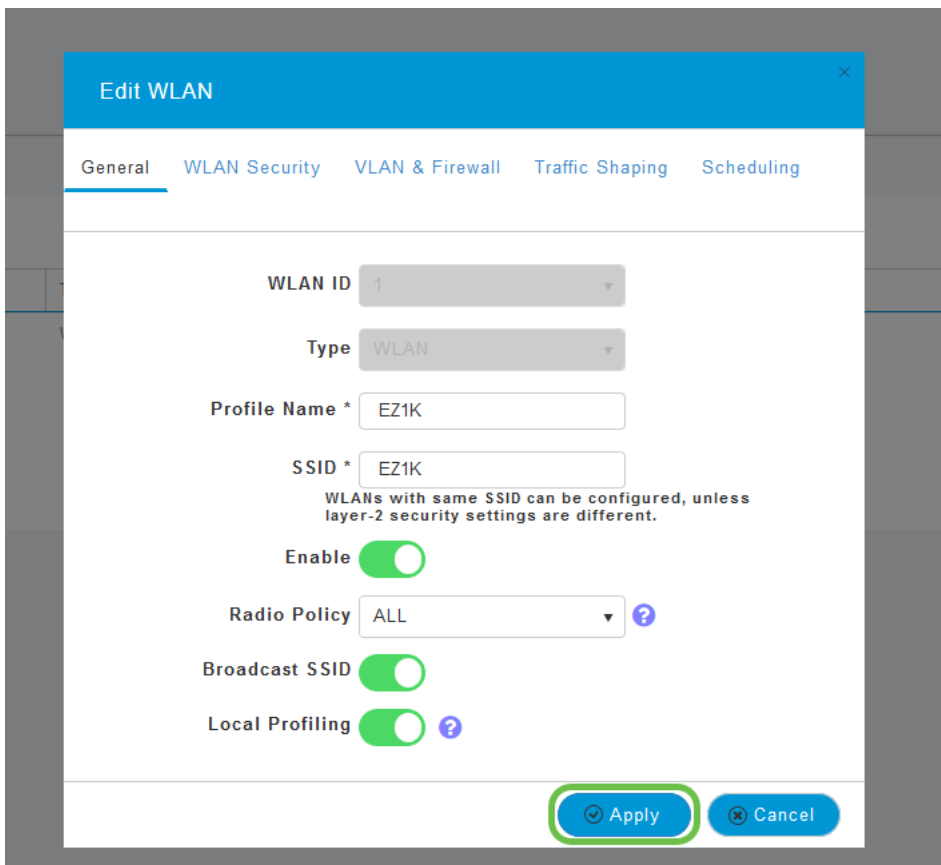 Edit WLAN
General WLAN Security VLAN & Firewall Traffic Shaping Scheduling
WLAN ID 1
Type WLAN
Profile Name * EZ1K
SSID * EZ1K
WLANs with same SSID can be configured, unless
layer-2 security settings are different.
Enable
Radio Policy ALL ?
Broadcast SSID
Local Profiling ?
Apply Cancel